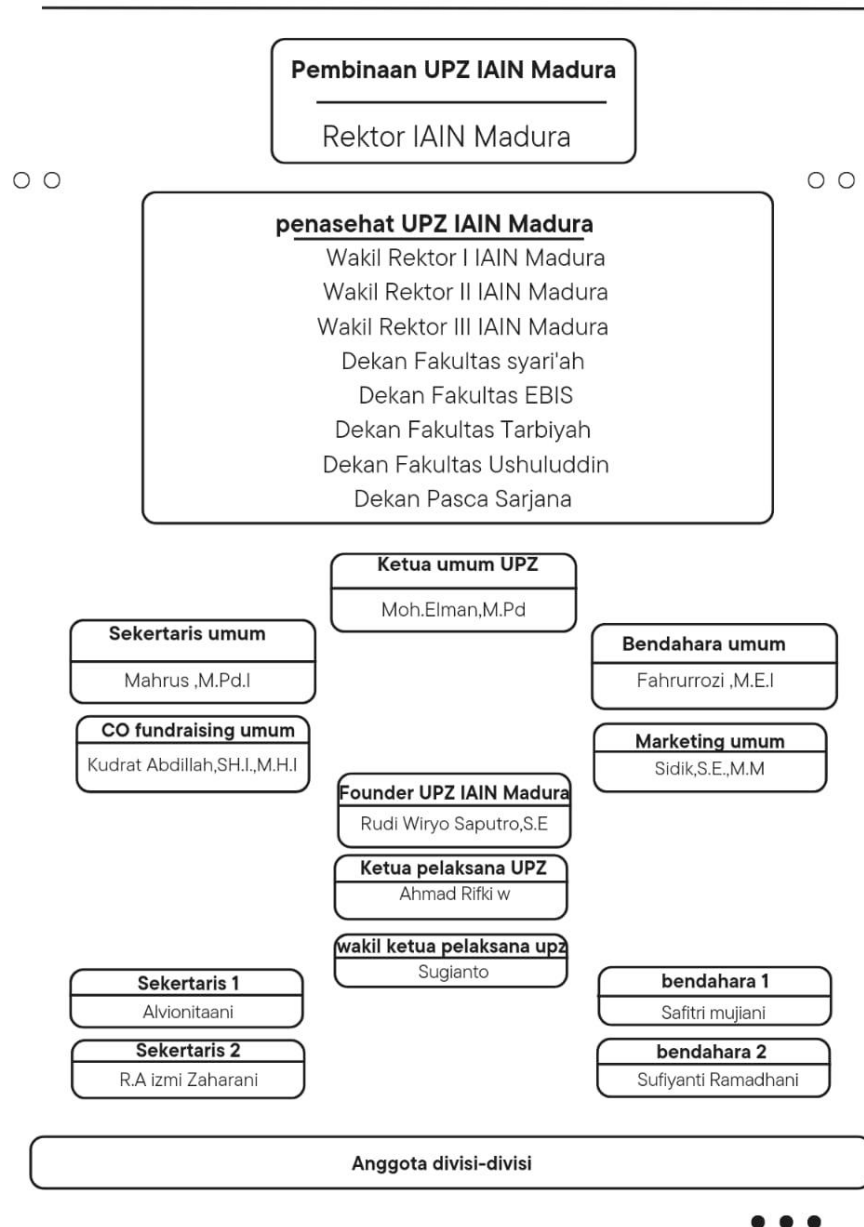 Pembinaan UPZ IAIN Madura
Rektor IAIN Madura
penasehat UPZ IAIN Madura
Wakil Rektor I IAIN Madura
Wakil Rektor II IAIN Madura
Wakil Rektor III IAIN Madura
Dekan Fakultas syari'ah
Dekan Fakultas EBIS
Dekan Fakultas Tarbiyah
Dekan Fakultas Ushuluddin
Dekan Pasca Sarjana
Ketua umum UPZ
Moh.Elman,M.Pd
Sekertaris umum
Mahrus ,M.Pd.I
Bendahara umum
Fahrurrozi ,M.E.I
CO fundraising umum
Kudrat Abdillah,SH.I.,M.H.I
Marketing umum
Sidik,S.E.,M.M
Founder UPZ IAIN Madura
Rudi Wiryo Saputro,S.E
Ketua pelaksana UPZ
Ahmad Rifki w
wakil ketua pelaksana upz
Sugianto
Sekertaris 1
Alvionitaani
bendahara 1
Safitri mujiani
Sekertaris 2
R.A izmi Zaharani
bendahara 2
Sufiyanti Ramadhani
Anggota divisi-divisi